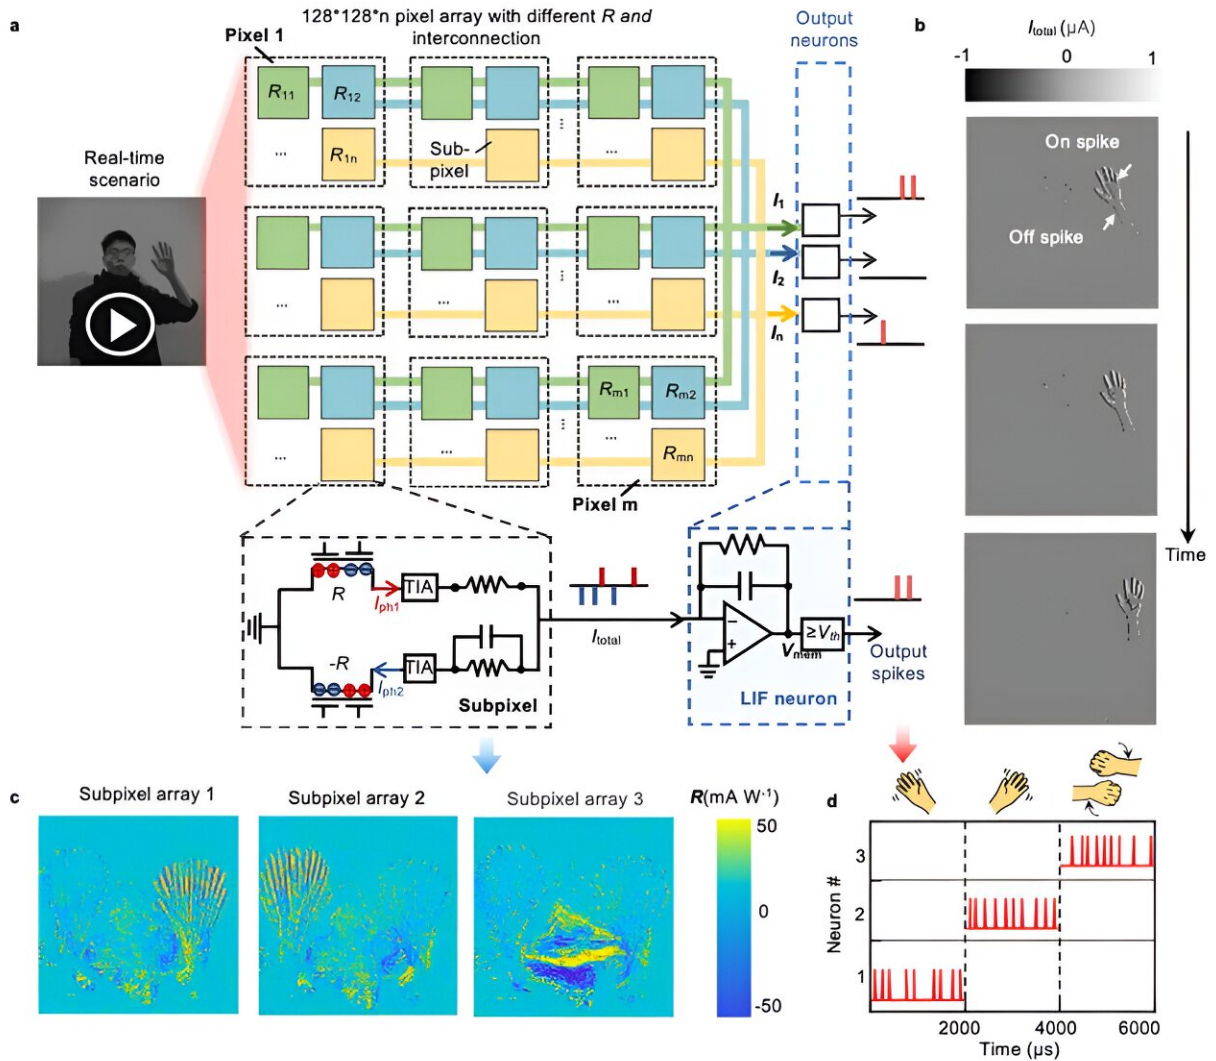 a
128*128*n pixel array with different R and
interconnection
Pixel 1
Output
neurons
R11
R12
...
R1n
Sub-
pixel
...
...
Real-time
scenario
I1
I2
In
...
...
...
...
Rm1
Rm2
...
...
...
Rmn
Pixel m
R
Iph1
TIA
-R
Iph2
TIA
Subpixel
Itotal
−
+
Vmem
≥Vth
Output
spikes
LIF neuron
b
Itotal (μA)
-1
0
1
On spike
Off spike
Time
c
Subpixel array 1
Subpixel array 2
Subpixel array 3
R(mA W-1)
50
0
-50
d
Neuron #
3
2
1
2000
4000
6000
Time (μs)